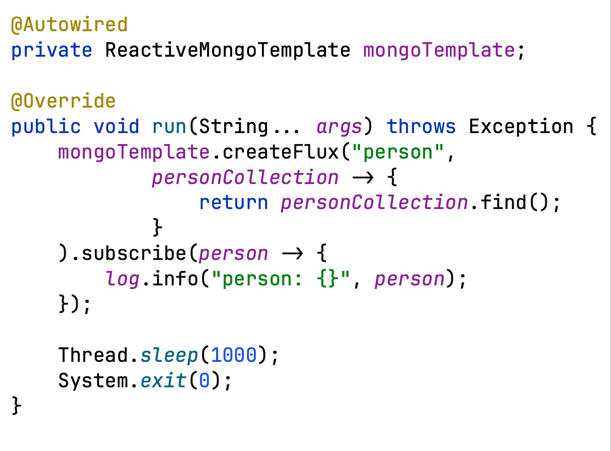 @Autowired
private ReactiveMongoTemplate mongoTemplate;

@Override
public void run(String... args) throws Exception {
    mongoTemplate.createFlux("person",
            personCollection -> {
                return personCollection.find();
            }
    ).subscribe(person -> {
        log.info("person: {}", person);
    });

    Thread.sleep(1000);
    System.exit(0);
}